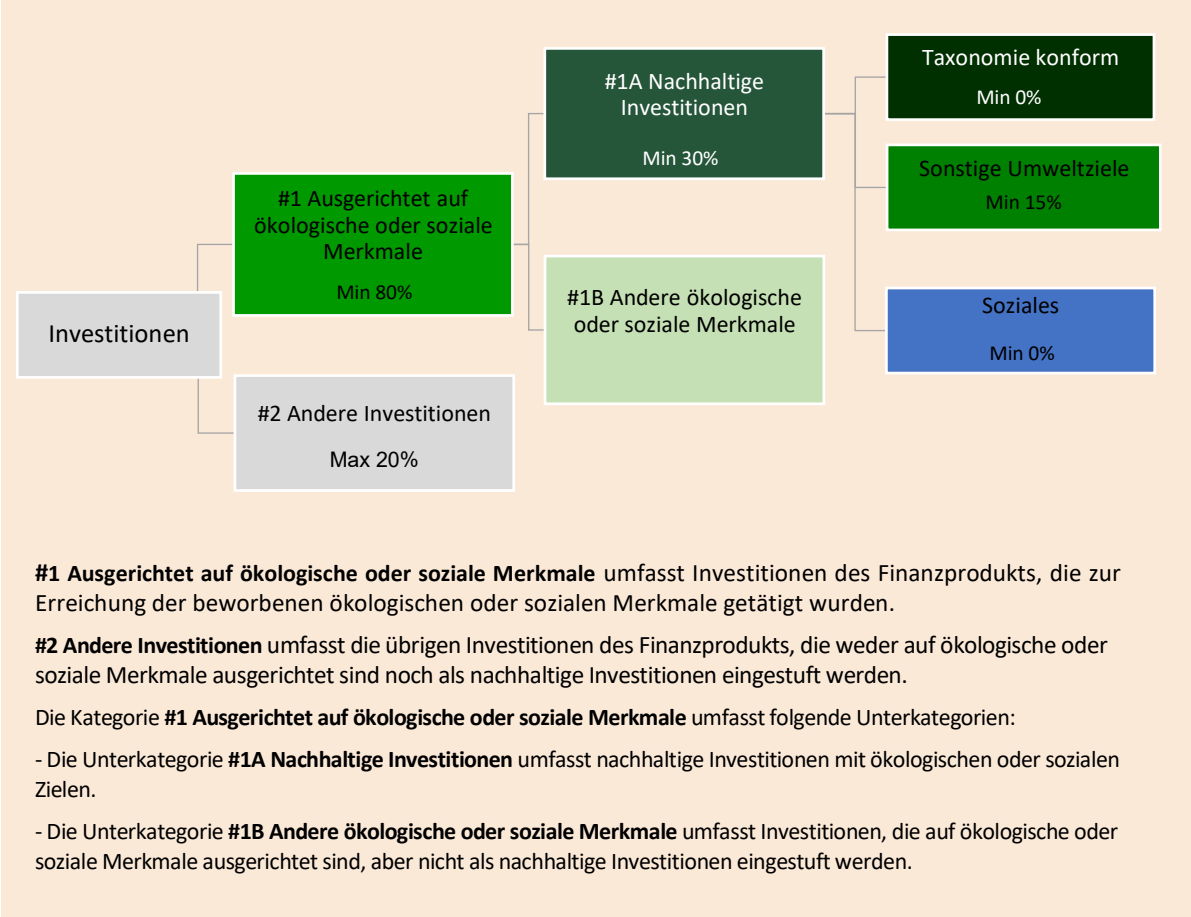 Taxonomie konform
Min 0%
#1A Nachhaltige
Investitionen
Min 30%
Sonstige Umweltziele
Min 15%
#1 Ausgerichtet auf
ökologische oder soziale
Merkmale
Min 80%
#1B Andere ökologische
oder soziale Merkmale
Soziales
Min 0%
Investitionen
#2 Andere Investitionen
Max 20%
#1 Ausgerichtet auf ökologische oder soziale Merkmale umfasst Investitionen des Finanzprodukts, die zur
Erreichung der beworbenen ökologischen oder sozialen Merkmale getätigt wurden.
#2 Andere Investitionen umfasst die übrigen Investitionen des Finanzprodukts, die weder auf ökologische oder
soziale Merkmale ausgerichtet sind noch als nachhaltige Investitionen eingestuft werden.
Die Kategorie #1 Ausgerichtet auf ökologische oder soziale Merkmale umfasst folgende Unterkategorien:
- Die Unterkategorie #1A Nachhaltige Investitionen umfasst nachhaltige Investitionen mit ökologischen oder sozialen
Zielen.
- Die Unterkategorie #1B Andere ökologische oder soziale Merkmale umfasst Investitionen, die auf ökologische oder
soziale Merkmale ausgerichtet sind, aber nicht als nachhaltige Investitionen eingestuft werden.